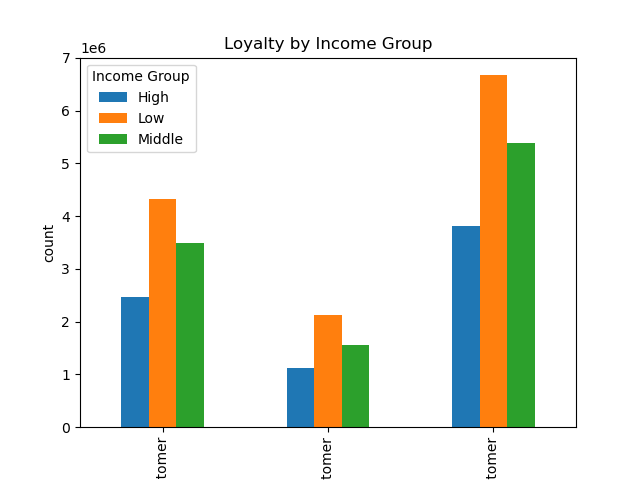 Loyalty by Income Group
1e6
7
6
5
4
3
2
1
0
count
Income Group
High
Low
Middle
tomer
tomer
tomer